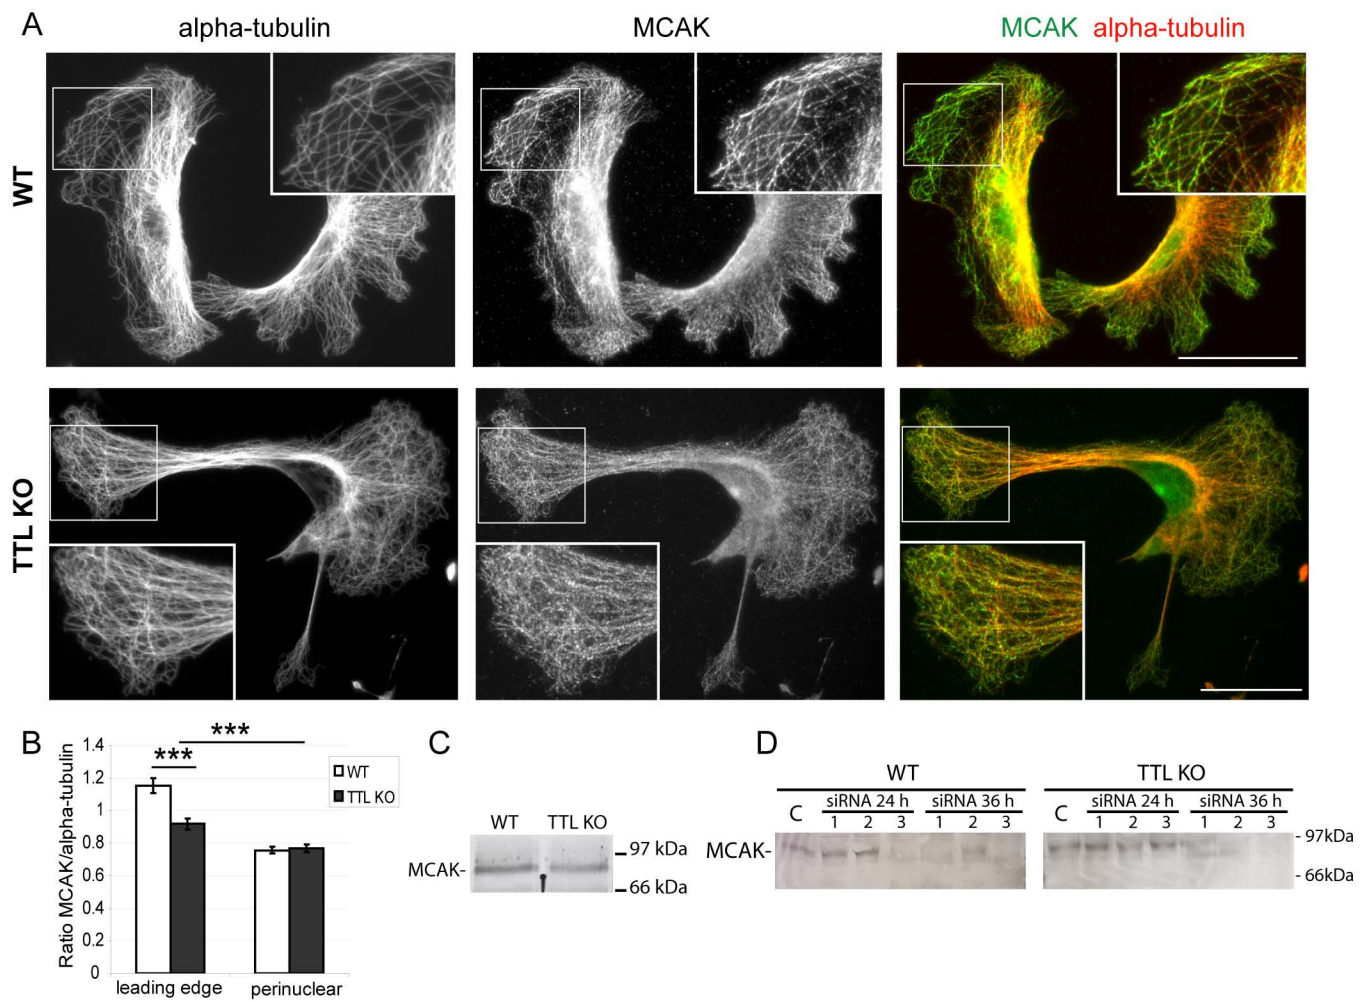 A
alpha-tubulin
MCAK
MCAK alpha-tubulin
WT
TTL KO
B
***
***
1.4
1.2
1
0.8
0.6
0.4
0.2
0
Ratio MCAK/alpha-tubulin
WT
TTL KO
leading edge
perinuclear
C
WT TTL KO
97 kDa
MCAK-
66 kDa
D
WT TTL KO
C siRNA 24 h siRNA 36 h C siRNA 24 h siRNA 36 h
1 2 3 1 2 3 1 2 3 1 2 3
- 97kDa
MCAK-
- 66kDa